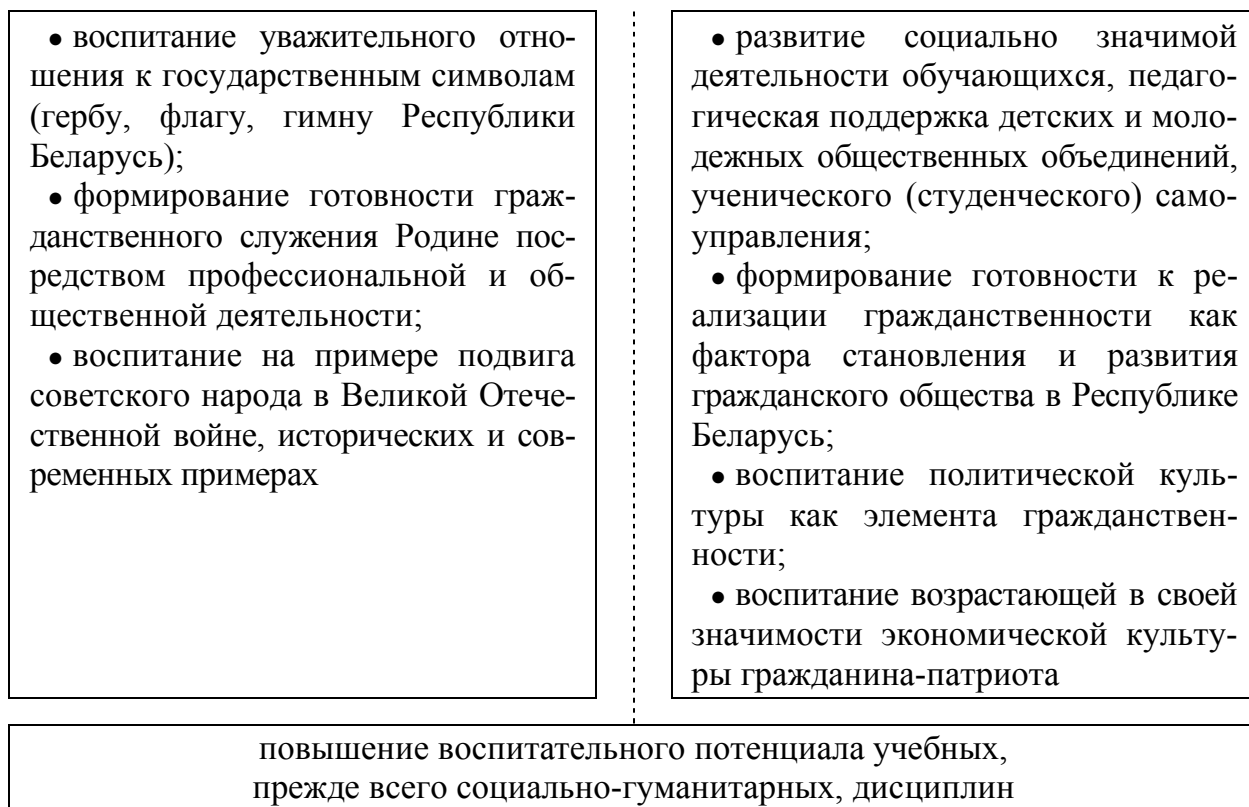 • воспитание уважительного отно-
шения к государственным символам
(гербу, флагу, гимну Республики
Беларусь);
• формирование готовности граж-
данственного служения Родине пос-
редством профессиональной и об-
щественной деятельности;
• воспитание на примере подвига
советского народа в Великой Отече-
ственной войне, исторических и сов-
ременных примерах
• развитие социально значимой
деятельности обучающихся, педаго-
гическая поддержка детских и моло-
дежных общественных объединений,
ученического (студенческого) само-
управления;
• формирование готовности к ре-
ализации гражданственности как
фактора становления и развития
гражданского общества в Республике
Беларусь;
• воспитание политической куль-
туры как элемента гражданствен-
ности;
• воспитание возрастающей в своей
значимости экономической культу-
ры гражданина-патриота
повышение воспитательного потенциала учебных,
прежде всего социально-гуманитарных, дисциплин